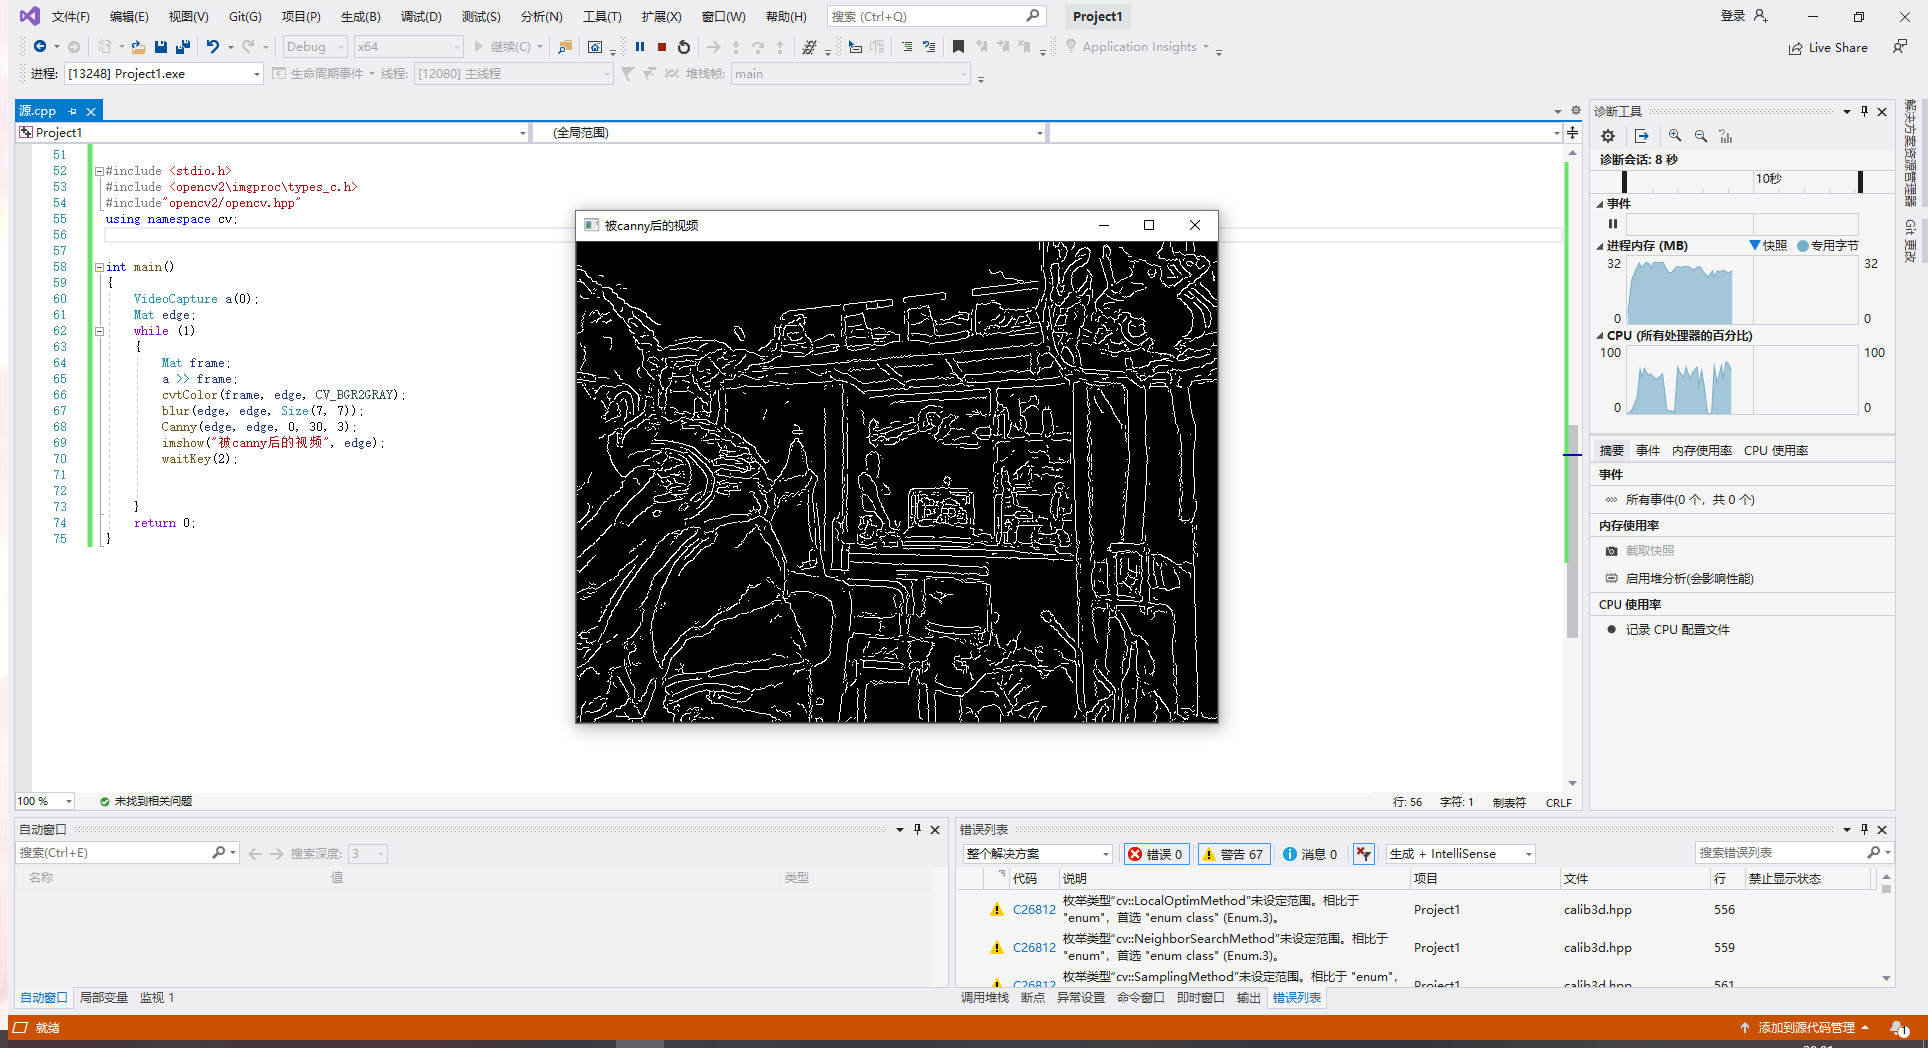 文件(F) 编辑(E) 视图(V) Git(G) 项目(P) 生成(B) 调试(D) 测试(S) 分析(N) 工具(T) 扩展(X) 窗口(W) 帮助(H) 搜索 (Ctrl+Q) Project1 登录
Debug x64 继续(C) Application Insights Live Share
进程: [13248] Project1.exe 生命周期事件 线程: [12080] 主线程 堆栈帧: main
源.cpp
Project1 (全局范围)
51
52 #include <stdio.h>
53 #include <opencv2\imgproc\types_c.h>
54 #include"opencv2/opencv.hpp"
55 using namespace cv;
56
57
58 int main()
59 {
60 VideoCapture a(0);
61 Mat edge;
62 while (1)
63 {
64 Mat frame;
65 a >> frame;
66 cvtColor(frame, edge, CV_BGR2GRAY);
67 blur(edge, edge, Size(7, 7));
68 Canny(edge, edge, 0, 30, 3);
69 imshow("被canny后的视频", edge);
70 waitKey(2);
71
72
73 }
74 return 0;
75 }
被canny后的视频
100 % 未找到相关问题 行: 56 字符: 1 制表符 CRLF
诊断工具
诊断会话: 8 秒
10秒
事件
进程内存 (MB) 快照 专用字节
32 32
0 0
CPU (所有处理器的百分比)
100 100
0 0
摘要 事件 内存使用率 CPU 使用率
事件
所有事件(0 个，共 0 个)
内存使用率
截取快照
启用堆分析(会影响性能)
CPU 使用率
记录 CPU 配置文件
解决方案资源管理器
Git 更改
自动窗口
搜索(Ctrl+E) 搜索深度: 3
名称 值 类型
自动窗口 局部变量 监视 1
错误列表
整个解决方案 错误 0 警告 67 消息 0 生成 + IntelliSense 搜索错误列表
代码 说明 项目 文件 行 禁止显示状态
C26812 枚举类型“cv::LocalOptimMethod”未设定范围。相比于 Project1 calib3d.hpp 556
"enum"，首选 "enum class" (Enum.3)。
C26812 枚举类型“cv::NeighborSearchMethod”未设定范围。相比于 Project1 calib3d.hpp 559
"enum"，首选 "enum class" (Enum.3)。
C26812 枚举类型“cv::SamplingMethod”未设定范围。相比于 "enum"， Project1 calib3d.hpp 561
调用堆栈 断点 异常设置 命令窗口 即时窗口 输出 错误列表
就绪 添加到源代码管理 1